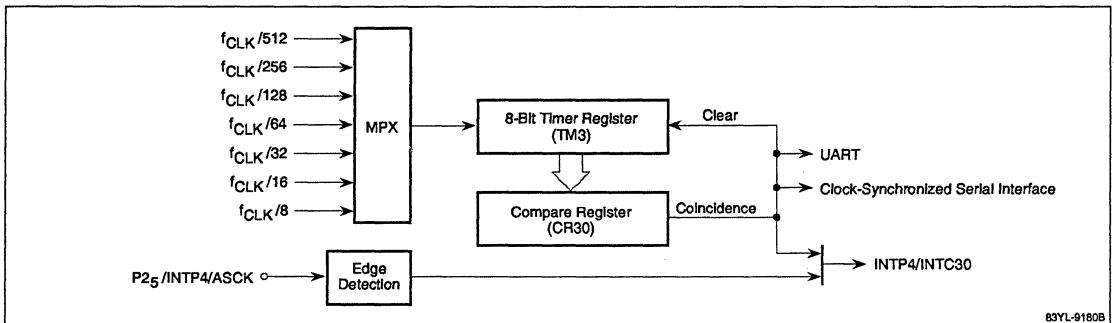 fCLK/512
fCLK/256
fCLK/128
fCLK/64
fCLK/32
fCLK/16
fCLK/8
MPX
8-Bit Timer Register
(TM3)
Clear
UART
Clock-Synchronized Serial Interface
Compare Register
(CR30)
Coincidence
P25/INTP4/ASCK
Edge
Detection
INTP4/INTC30
83YL-9180B